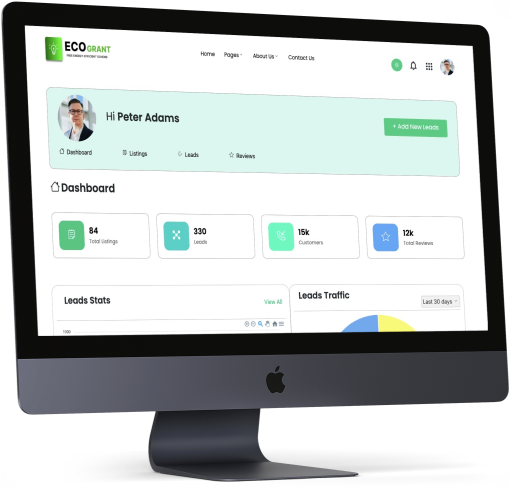 ECOGRANT
FREE ENERGY EFFICIENT SCHEME
Home Pages About Us Contact Us
Hi Peter Adams
+ Add New Leads
Dashboard Listings Leads Reviews
Dashboard
84
Total Listings
330
Leads
15k
Customers
12k
Total Reviews
Leads Stats
View All
1000
Leads Traffic
Last 30 days